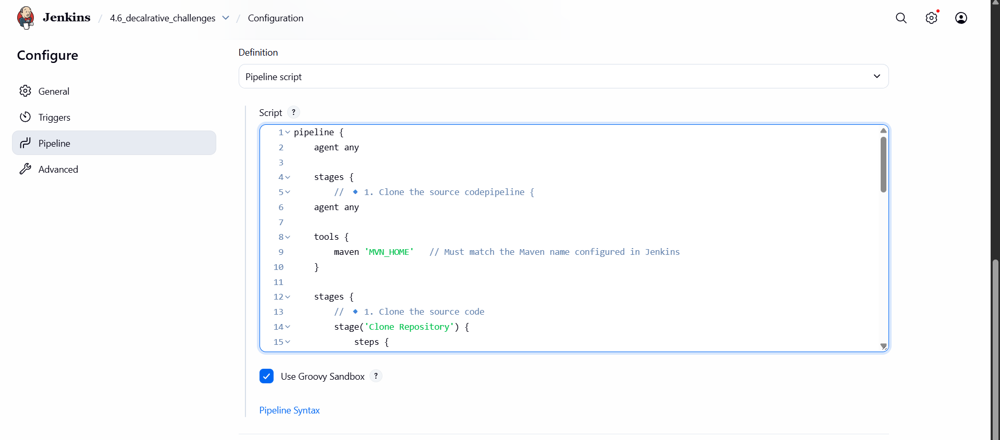 Jenkins / 4.6_decalrative_challenges / Configuration
Configure
General
Triggers
Pipeline
Advanced
Definition
Pipeline script
Script ?
1 pipeline {
2     agent any
3
4     stages {
5         // 🔹 1. Clone the source codepipeline {
6     agent any
7
8     tools {
9         maven 'MVN_HOME'   // Must match the Maven name configured in Jenkins
10     }
11
12     stages {
13         // 🔹 1. Clone the source code
14         stage('Clone Repository') {
15             steps {
Use Groovy Sandbox ?
Pipeline Syntax